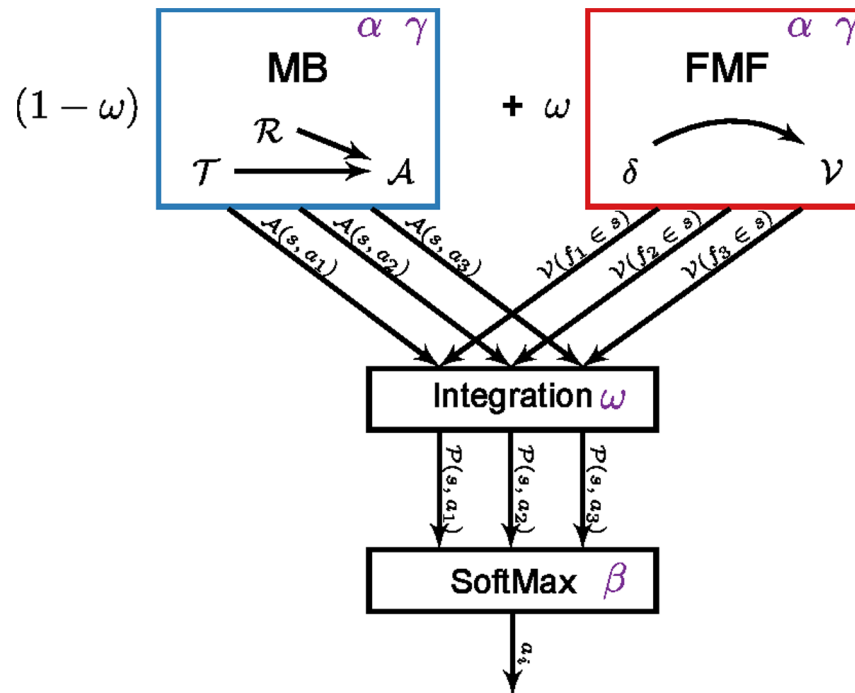 α γ
α γ
MB
FMF
(1 − ω)
+ ω
ℛ
𝒯
𝒜
δ
𝒱
𝒜(s, a₁)
𝒜(s, a₂)
𝒜(s, a₃)
𝒱(f₁ ∈ s)
𝒱(f₂ ∈ s)
𝒱(f₃ ∈ s)
Integration ω
𝒫(s, a₁)
𝒫(s, a₂)
𝒫(s, a₃)
SoftMax β
aᵢ